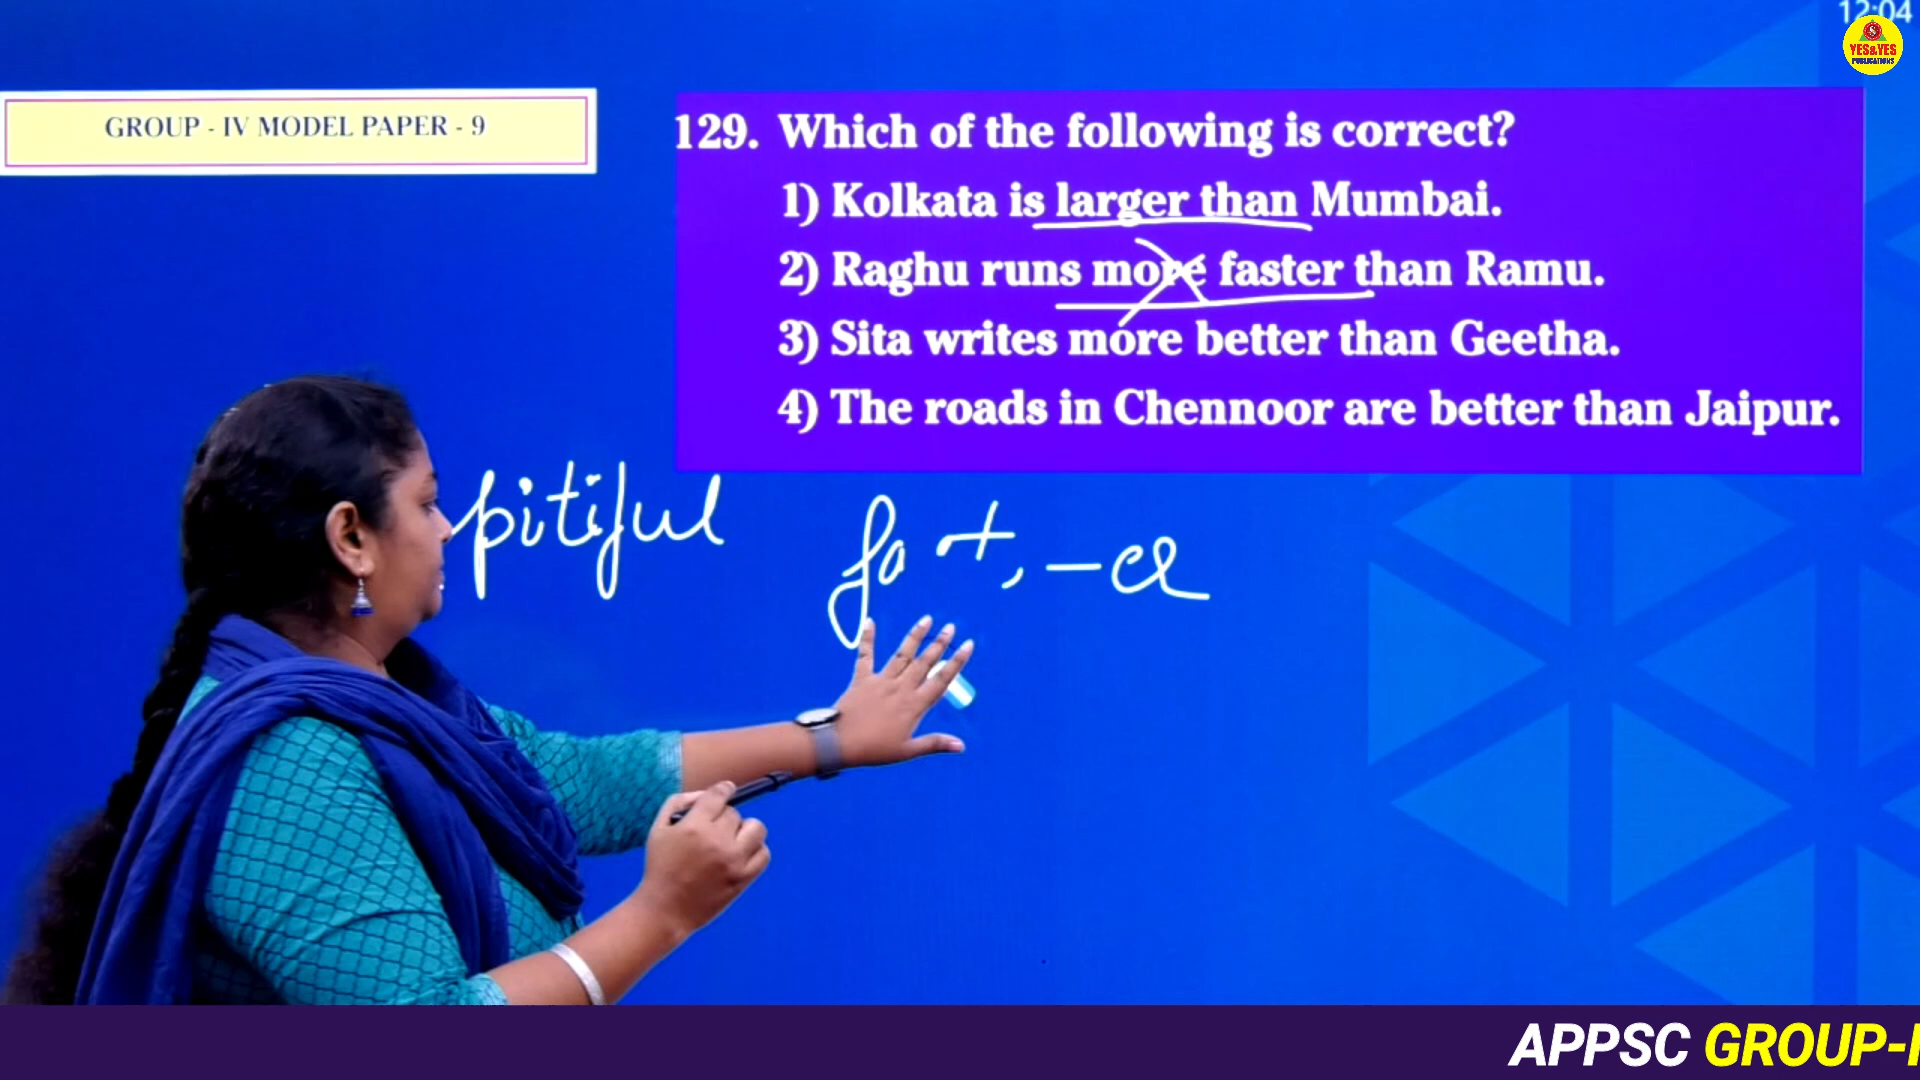 12:04
YES&YES
PUBLICATIONS
GROUP - IV MODEL PAPER - 9
129. Which of the following is correct?
1) Kolkata is larger than Mumbai.
2) Raghu runs more faster than Ramu.
3) Sita writes more better than Geetha.
4) The roads in Chennoor are better than Jaipur.
pitiful
APPSC GROUP-I